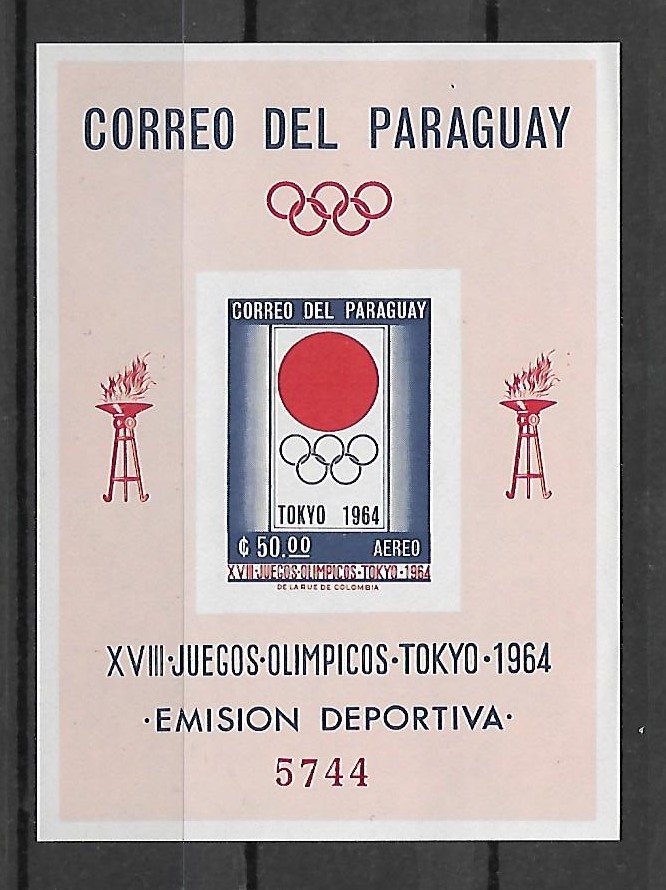 CORREO DEL PARAGUAY
CORREO DEL PARAGUAY
TOKYO 1964
₵ 50.00 AEREO
XVIII·JUEGOS·OLIMPICOS·TOKYO·1964
DE LA RUE DE COLOMBIA
XVIII·JUEGOS·OLIMPICOS·TOKYO·1964
·EMISION DEPORTIVA·
5744